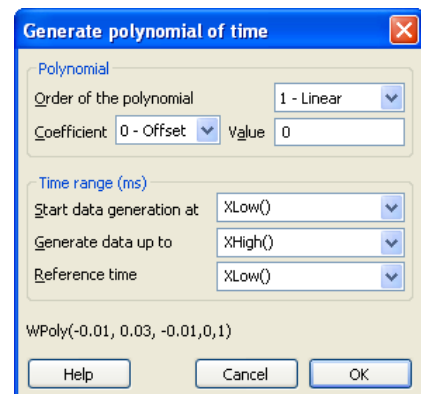 Generate polynomial of time
Polynomial
Order of the polynomial 1 - Linear
Coefficient 0 - Offset Value 0
Time range (ms)
Start data generation at XLow()
Generate data up to XHigh()
Reference time XLow()
WPoly(-0.01, 0.03, -0.01,0,1)
Help Cancel OK